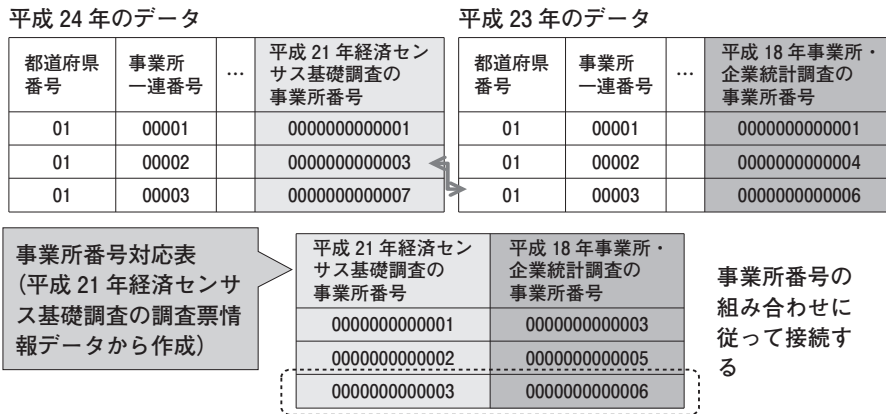 平成 24 年のデータ
都道府県
番号
事業所
一連番号
…
平成 21 年経済セン
サス基礎調査の
事業所番号
01 00001 0000000000001
01 00002 0000000000003
01 00003 0000000000007
平成 23 年のデータ
都道府県
番号
事業所
一連番号
…
平成 18 年事業所・
企業統計調査の
事業所番号
01 00001 0000000000001
01 00002 0000000000004
01 00003 0000000000006
事業所番号対応表
(平成 21 年経済センサ
ス基礎調査の調査票情
報データから作成)
平成 21 年経済セン
サス基礎調査の
事業所番号
平成 18 年事業所・
企業統計調査の
事業所番号
0000000000001 0000000000003
0000000000002 0000000000005
0000000000003 0000000000006
事業所番号の
組み合わせに
従って接続す
る